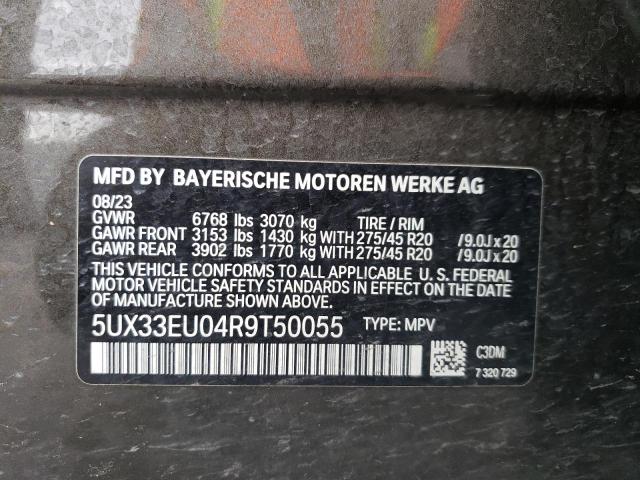 MFD BY BAYERISCHE MOTOREN WERKE AG
08/23
GVWR 6768 lbs 3070 kg TIRE / RIM
GAWR FRONT 3153 lbs 1430 kg WITH 275/45 R20 /9.0J x 20
GAWR REAR 3902 lbs 1770 kg WITH 275/45 R20 /9.0J x 20
THIS VEHICLE CONFORMS TO ALL APPLICABLE U. S. FEDERAL
MOTOR VEHICLE SAFETY STANDARDS IN EFFECT ON THE DATE
OF MANUFACTURE SHOWN ABOVE.
5UX33EU04R9T50055 TYPE: MPV
C3DM
7 320 729